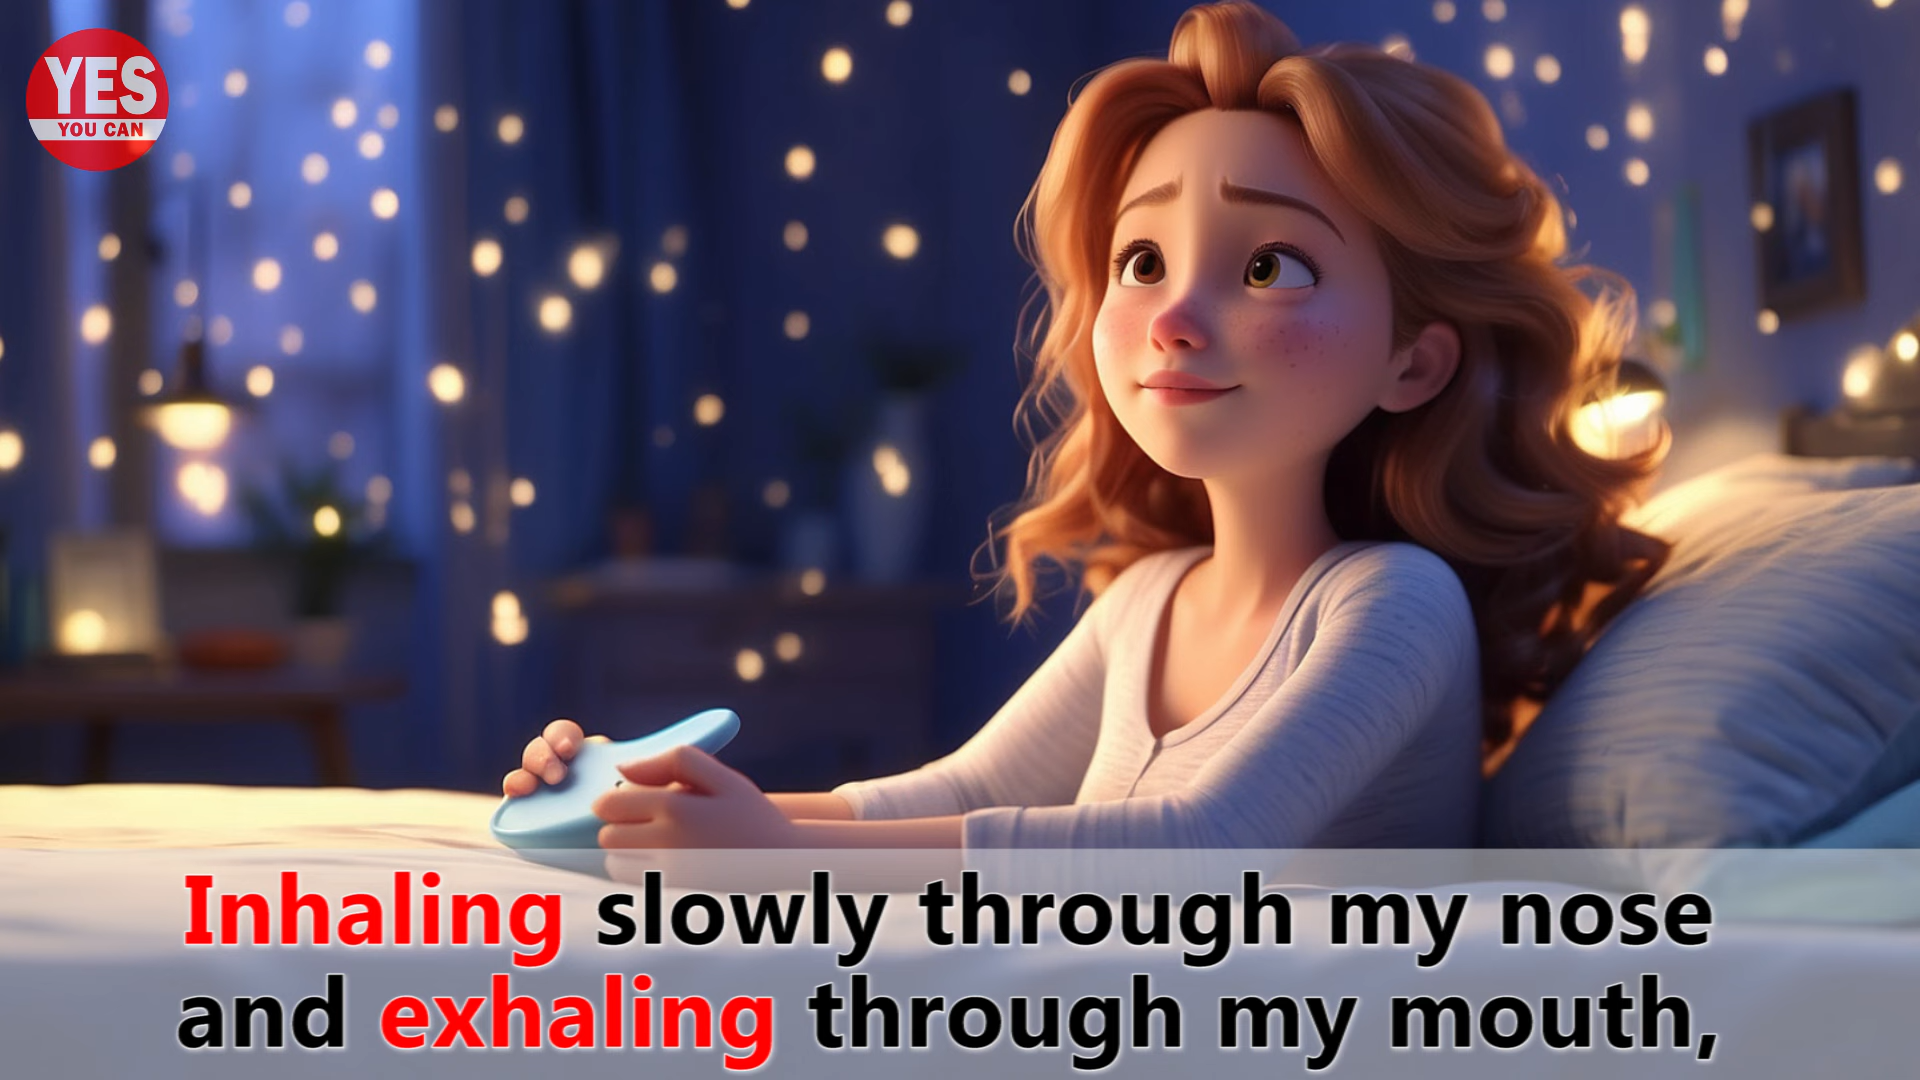 YES
YOU CAN
Inhaling slowly through my nose
and exhaling through my mouth,